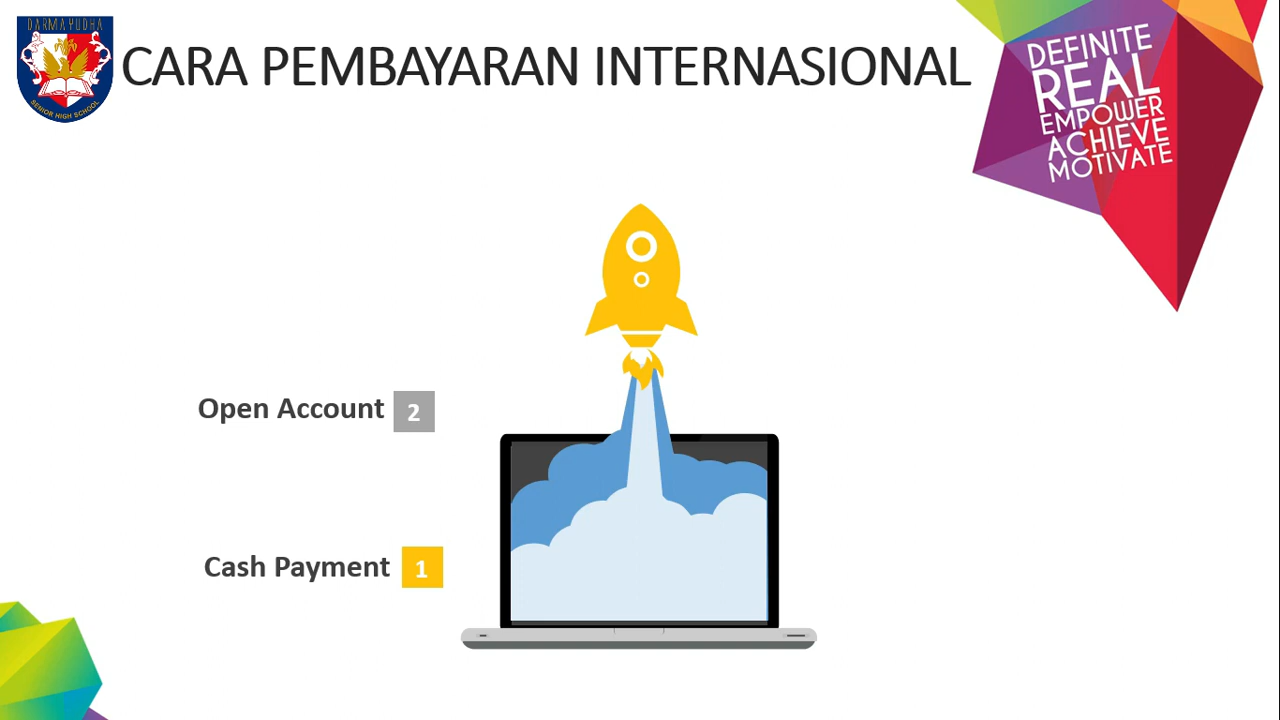 DARMAYUDHA
SENIOR HIGH SCHOOL
CARA PEMBAYARAN INTERNASIONAL
DEFINITE
REAL
EMPOWER
ACHIEVE
MOTIVATE
Open Account 2
Cash Payment 1